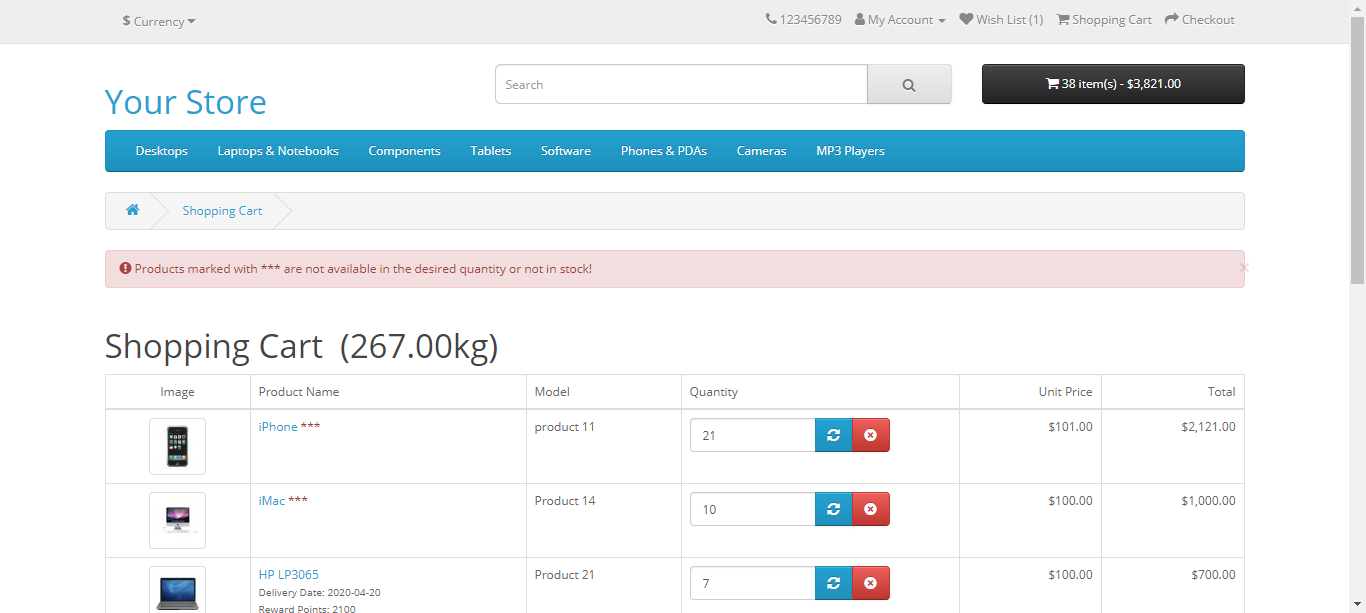 $ Currency
123456789 My Account Wish List (1) Shopping Cart Checkout
Your Store
Search
38 item(s) - $3,821.00
Desktops Laptops & Notebooks Components Tablets Software Phones & PDAs Cameras MP3 Players
Shopping Cart
Products marked with *** are not available in the desired quantity or not in stock!
×
Shopping Cart (267.00kg)
Image Product Name Model Quantity Unit Price Total
iPhone *** product 11 21 $101.00 $2,121.00
iMac *** Product 14 10 $100.00 $1,000.00
HP LP3065 Product 21 7 $100.00 $700.00
Delivery Date: 2020-04-20
Reward Points: 2100